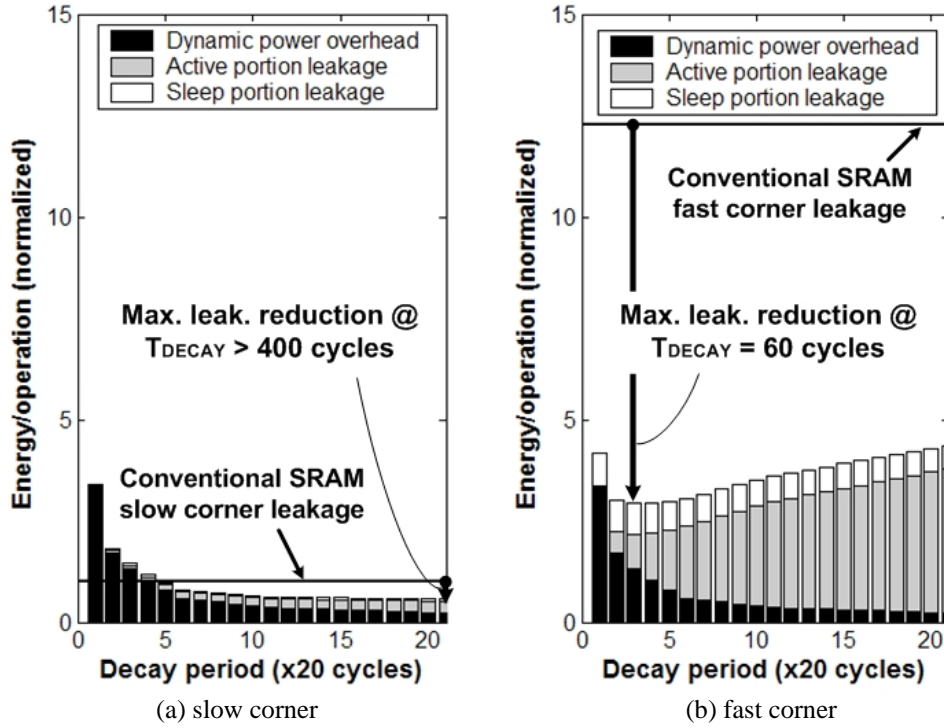 15
Dynamic power overhead
Active portion leakage
Sleep portion leakage
10
5
0
Energy/operation (normalized)
Max. leak. reduction @
TDECAY > 400 cycles
Conventional SRAM
slow corner leakage
0 5 10 15 20
Decay period (x20 cycles)
(a) slow corner
15
Dynamic power overhead
Active portion leakage
Sleep portion leakage
10
5
0
Energy/operation (normalized)
Conventional SRAM
fast corner leakage
Max. leak. reduction @
TDECAY = 60 cycles
0 5 10 15 20
Decay period (x20 cycles)
(b) fast corner